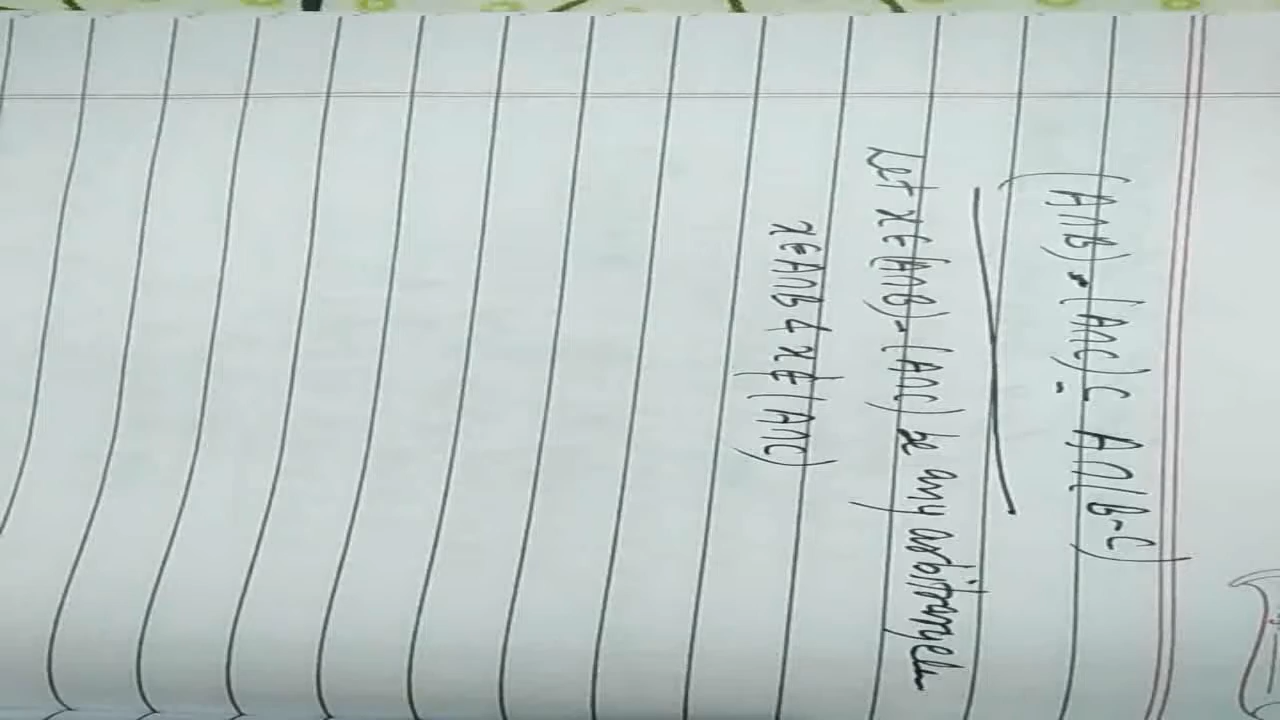 (A∩B) - (A∩C) ⊆ A∩(B-C)
Let x∈(A∩B)-(A∩C) be any arbitrary
x∈A∩B & x∉(A∩C)